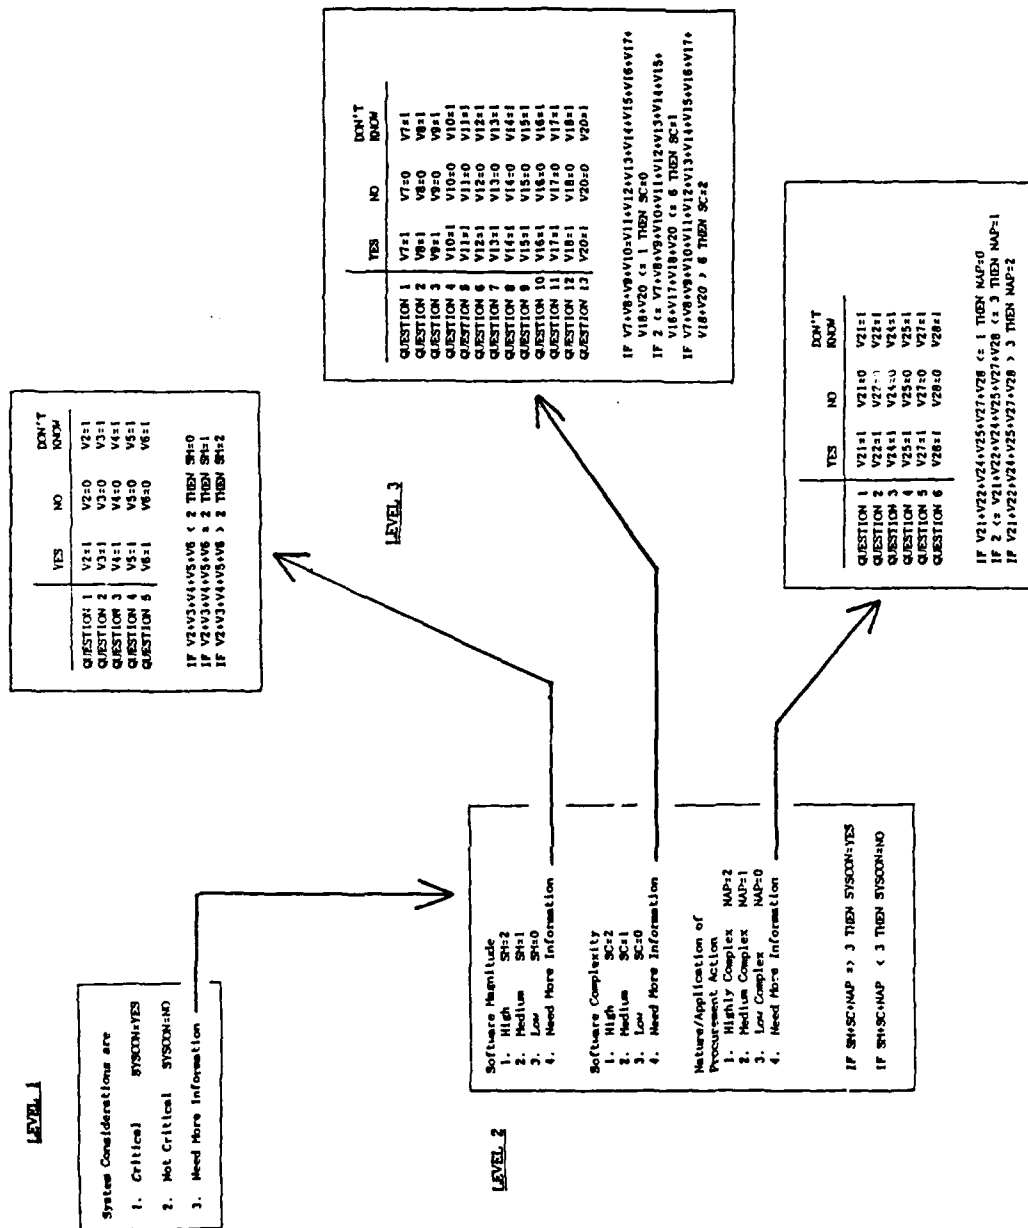 LEVEL 1
System Considerations are
1. Critical SYSCON=YES
2. Not Critical SYSCON=NO
3. Need More Information
LEVEL 2
Software Magnitude
1. High SM=2
2. Medium SM=1
3. Low SM=0
4. Need More Information
Software Complexity
1. High SC=2
2. Medium SC=1
3. Low SC=0
4. Need More Information
Nature/Application of
Procurement Action
1. Highly Complex NAP=2
2. Medium Complex NAP=1
3. Low Complex NAP=0
4. Need More Information
IF SM+SC+NAP => 3 THEN SYSCON=YES
IF SM+SC+NAP < 3 THEN SYSCON=NO
LEVEL 3
YES NO DON'T KNOW
QUESTION 1 V2=1 V2=0 V2=1
QUESTION 2 V3=1 V3=0 V3=1
QUESTION 3 V4=1 V4=0 V4=1
QUESTION 4 V5=1 V5=0 V5=1
QUESTION 5 V6=1 V6=0 V6=1
IF V2+V3+V4+V5+V6 < 2 THEN SM=0
IF V2+V3+V4+V5+V6 = 2 THEN SM=1
IF V2+V3+V4+V5+V6 > 2 THEN SM=2
YES NO DON'T KNOW
QUESTION 1 V7=1 V7=0 V7=1
QUESTION 2 V8=1 V8=0 V8=1
QUESTION 3 V9=1 V9=0 V9=1
QUESTION 4 V10=1 V10=0 V10=1
QUESTION 5 V11=1 V11=0 V11=1
QUESTION 6 V12=1 V12=0 V12=1
QUESTION 7 V13=1 V13=0 V13=1
QUESTION 8 V14=1 V14=0 V14=1
QUESTION 9 V15=1 V15=0 V15=1
QUESTION 10 V16=1 V16=0 V16=1
QUESTION 11 V17=1 V17=0 V17=1
QUESTION 12 V18=1 V18=0 V18=1
QUESTION 13 V20=1 V20=0 V20=1
IF V7+V8+V9+V10=V11+V12+V13+V14+V15+V16+V17+
V18+V20 <= 1 THEN SC=0
IF 2 <= V7+V8+V9+V10+V11+V12+V13+V14+V15+
V16+V17+V18+V20 <= 6 THEN SC=1
IF V7+V8+V9+V10+V11+V12+V13+V14+V15+V16+V17+
V18+V20 > 6 THEN SC=2
YES NO DON'T KNOW
QUESTION 1 V21=1 V21=0 V21=1
QUESTION 2 V22=1 V22=0 V22=1
QUESTION 3 V24=1 V24=0 V24=1
QUESTION 4 V25=1 V25=0 V25=1
QUESTION 5 V27=1 V27=0 V27=1
QUESTION 6 V28=1 V28=0 V28=1
IF V21+V22+V24+V25+V27+V28 <= 1 THEN NAP=0
IF 2 <= V21+V22+V24+V25+V27+V28 <= 3 THEN NAP=1
IF V21+V22+V24+V25+V27+V28 > 3 THEN NAP=2